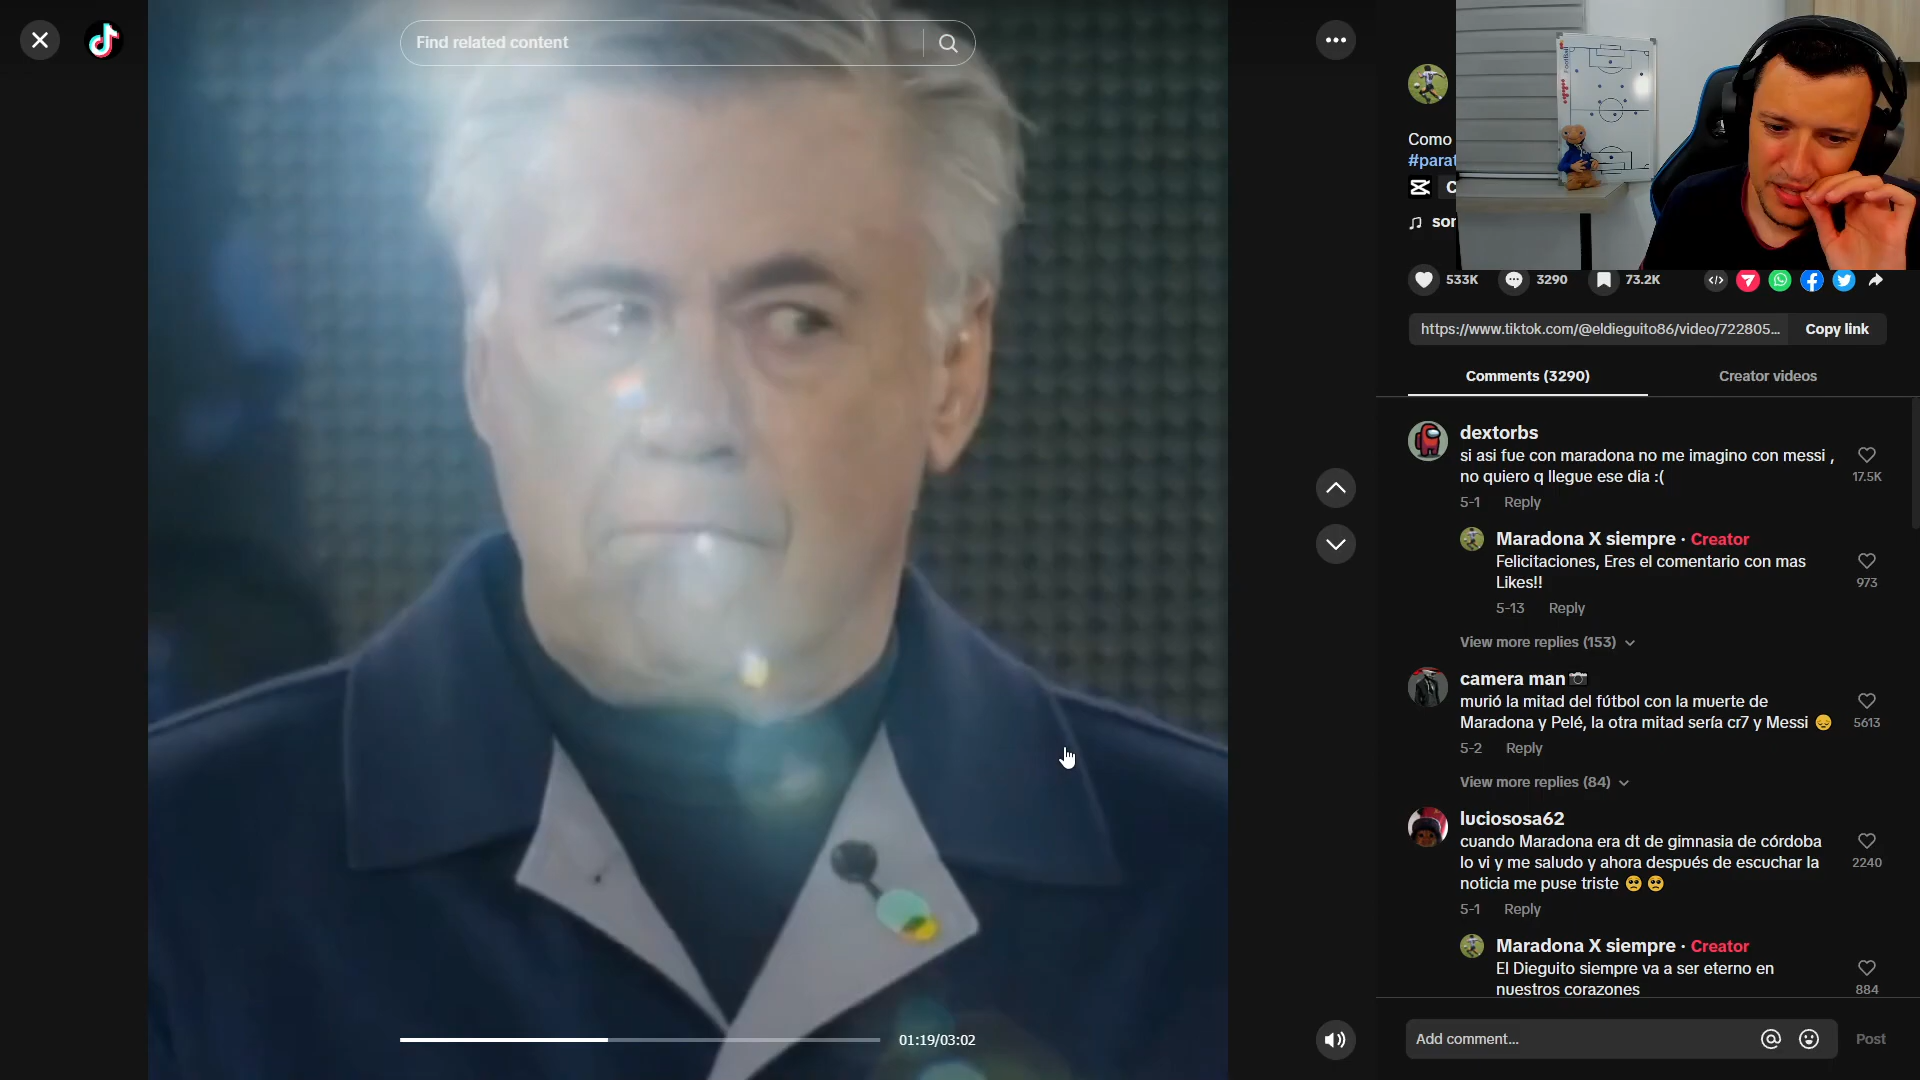 Find related content
Como
#parat
C
sor
533K
3290
73.2K
https://www.tiktok.com/@eldieguito86/video/722805...
Copy link
Comments (3290)
Creator videos
dextorbs
si asi fue con maradona no me imagino con messi ,
no quiero q llegue ese dia :(
17.5K
5-1 Reply
Maradona X siempre · Creator
Felicitaciones, Eres el comentario con mas
Likes!!
973
5-13 Reply
View more replies (153)
camera man📷
murió la mitad del fútbol con la muerte de
Maradona y Pelé, la otra mitad sería cr7 y Messi 😔
5613
5-2 Reply
View more replies (84)
luciososa62
cuando Maradona era dt de gimnasia de córdoba
lo vi y me saludo y ahora después de escuchar la
noticia me puse triste 🥺 🥺
2240
5-1 Reply
Maradona X siempre · Creator
El Dieguito siempre va a ser eterno en
nuestros corazones
884
01:19/03:02
Add comment...
Post